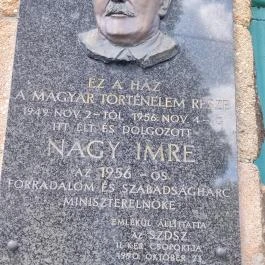 EZ A HÁZ
A MAGYAR TÖRTÉNELEM RÉSZE
1949. NOV. 2-TÓL 1956. NOV. 4-IG
ITT ÉLT ÉS DOLGOZOTT
NAGY IMRE
AZ 1956-OS
FORRADALOM ÉS SZABADSÁGHARC
MINISZTERELNÖKE
EMLÉKÜL ÁLLÍTTATTA
AZ SZDSZ
II. KER. CSOPORTJA
1990. OKTÓBER 23.